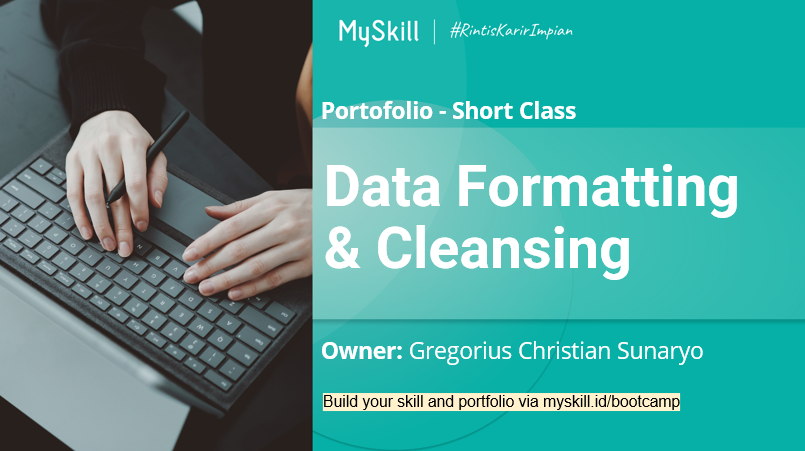 MySkill | #RintisKarirImpian
Portofolio - Short Class
Data Formatting
& Cleansing
Owner: Gregorius Christian Sunaryo
Build your skill and portfolio via myskill.id/bootcamp